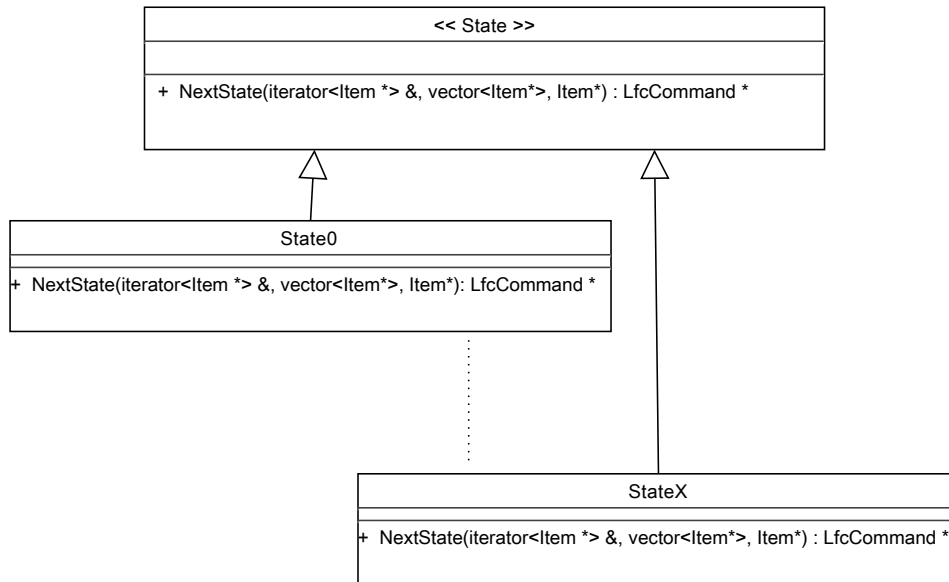 << State >>
+ NextState(iterator<Item *> &, vector<Item*>, Item*) : LfcCommand *
State0
+ NextState(iterator<Item *> &, vector<Item*>, Item*): LfcCommand *
StateX
+ NextState(iterator<Item *> &, vector<Item*>, Item*) : LfcCommand *